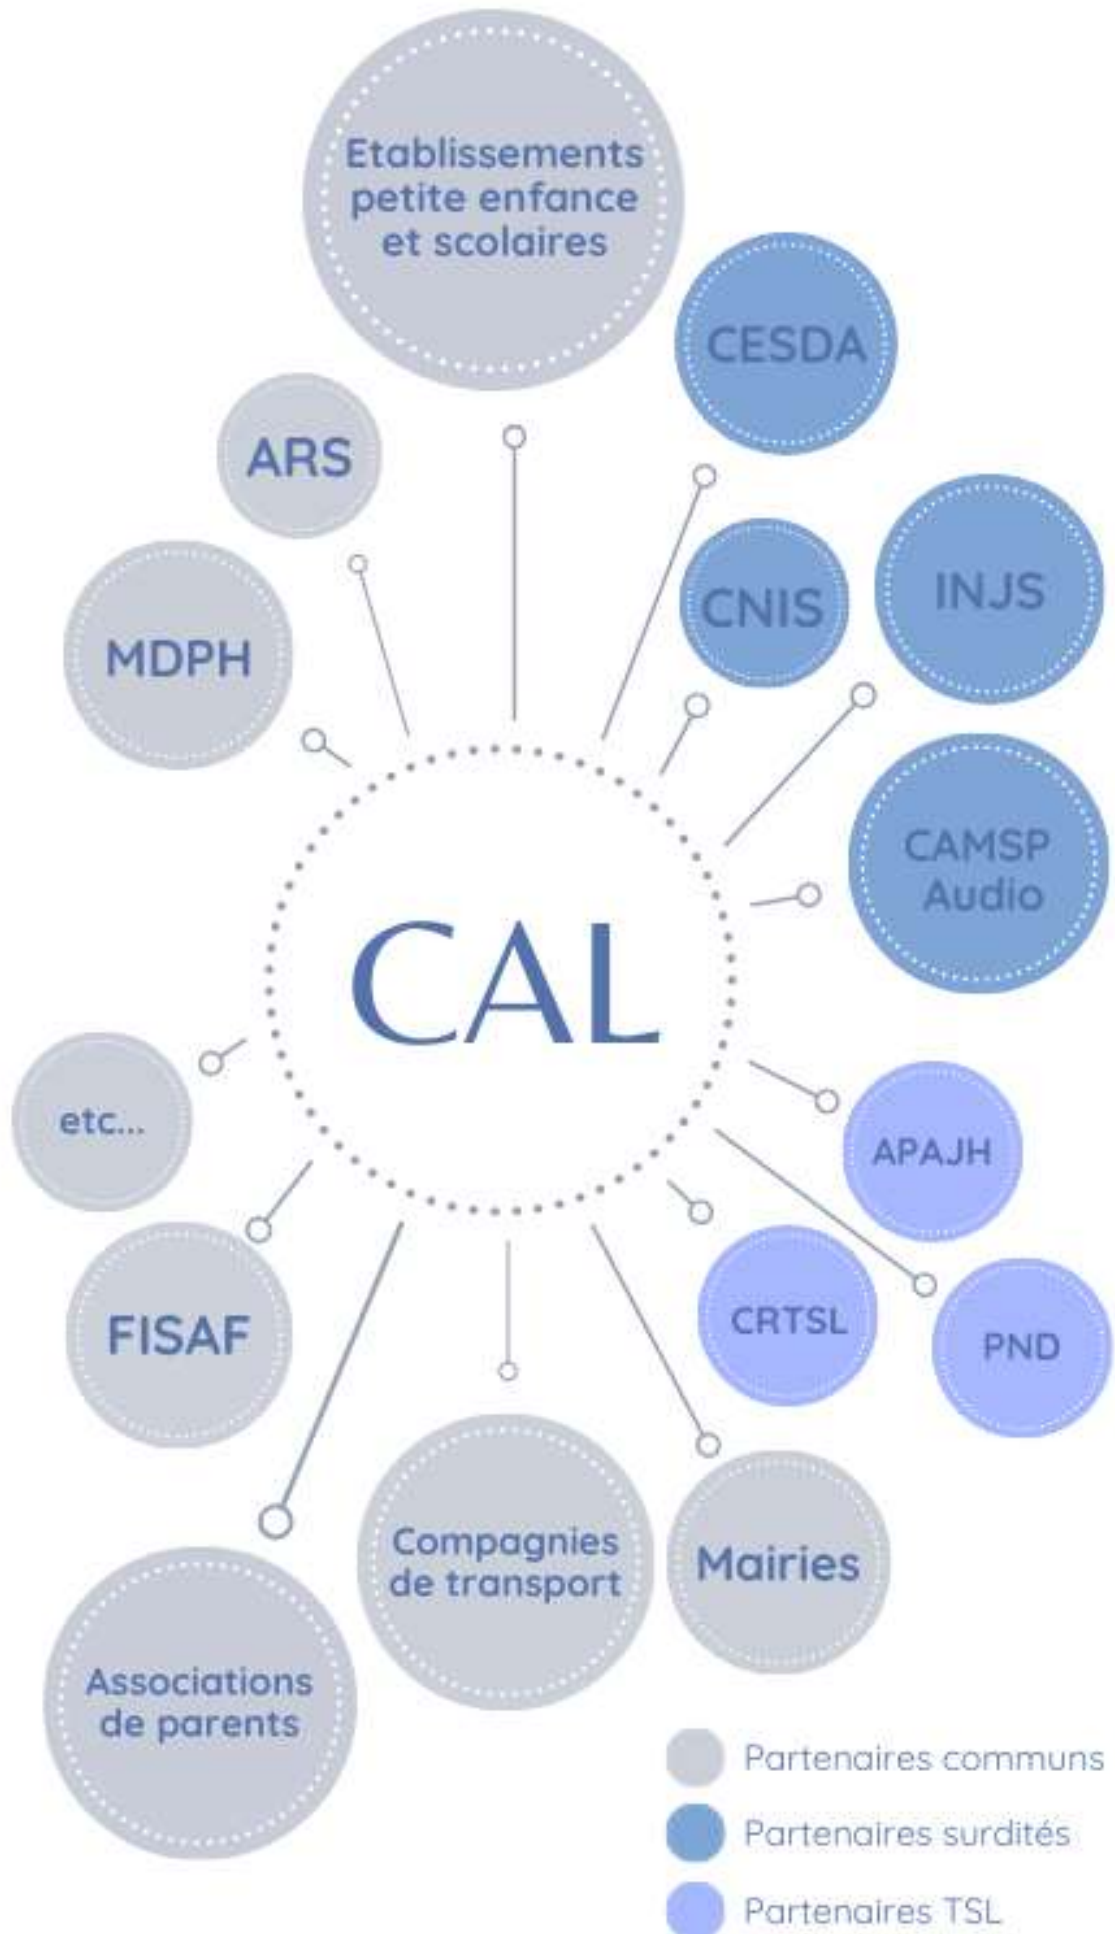 Etablissements
petite enfance
et scolaires
CESDA
ARS
CNIS
INJS
MDPH
CAMSP
Audio
CAL
etc...
APAJH
FISAF
CRTSL
PND
Compagnies
de transport
Mairies
Associations
de parents
Partenaires communs
Partenaires surdités
Partenaires TSL